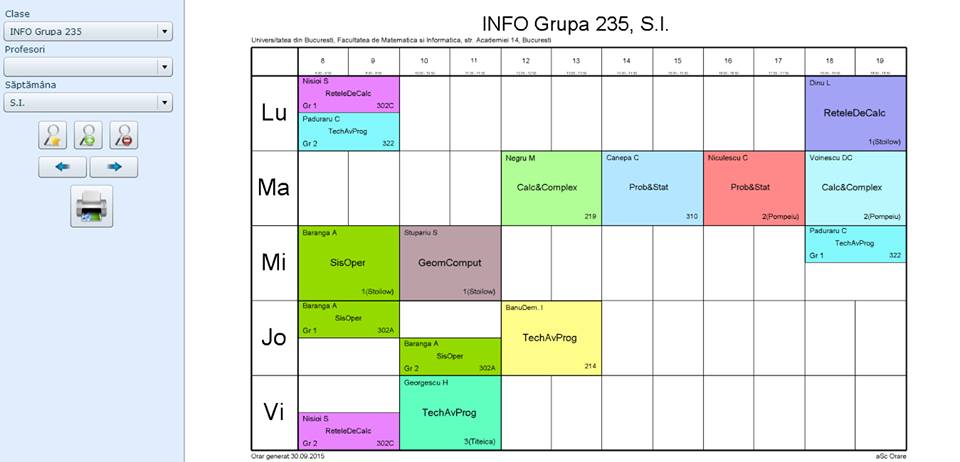 Clase
INFO Grupa 235
Profesori
Săptămâna
S.I.
INFO Grupa 235, S.I.
Universitatea din Bucuresti, Facultatea de Matematica si Informatica, str. Academiei 14, Bucuresti
8 9 10 11 12 13 14 15 16 17 18 19
Lu
Nisioi S
ReteleDeCalc
Gr 1 302C
Paduraru C
TechAvProg
Gr 2 322
Dinu L
ReteleDeCalc
1(Stoilow)
Ma
Negru M
Calc&Complex
219
Canepa C
Prob&Stat
310
Niculescu C
Prob&Stat
2(Pompeiu)
Voinescu DC
Calc&Complex
2(Pompeiu)
Mi
Baranga A
SisOper
1(Stoilow)
Stupariu S
GeomComput
1(Stoilow)
Paduraru C
TechAvProg
Gr 1 322
Jo
Baranga A
SisOper
Gr 1 302A
Baranga A
SisOper
Gr 2 302A
BanuDem. I
TechAvProg
214
Vi
Nisioi S
ReteleDeCalc
Gr 2 302C
Georgescu H
TechAvProg
3(Titeica)
Orar generat:30.09.2015
aSc Orare